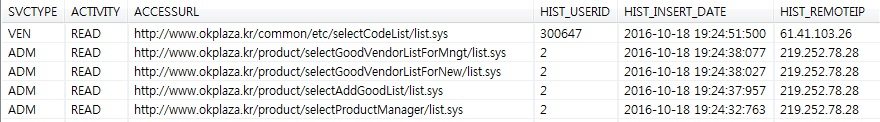 SVCTYPE ACTIVITY ACCESSURL HIST_USERID HIST_INSERT_DATE HIST_REMOTEIP
VEN READ http://www.okplaza.kr/common/etc/selectCodeList/list.sys 300647 2016-10-18 19:24:51:500 61.41.103.26
ADM READ http://www.okplaza.kr/product/selectGoodVendorListForMngt/list.sys 2 2016-10-18 19:24:38:077 219.252.78.28
ADM READ http://www.okplaza.kr/product/selectGoodVendorListForNew/list.sys 2 2016-10-18 19:24:38:027 219.252.78.28
ADM READ http://www.okplaza.kr/product/selectAddGoodList/list.sys 2 2016-10-18 19:24:37:957 219.252.78.28
ADM READ http://www.okplaza.kr/product/selectProductManager/list.sys 2 2016-10-18 19:24:32:763 219.252.78.28